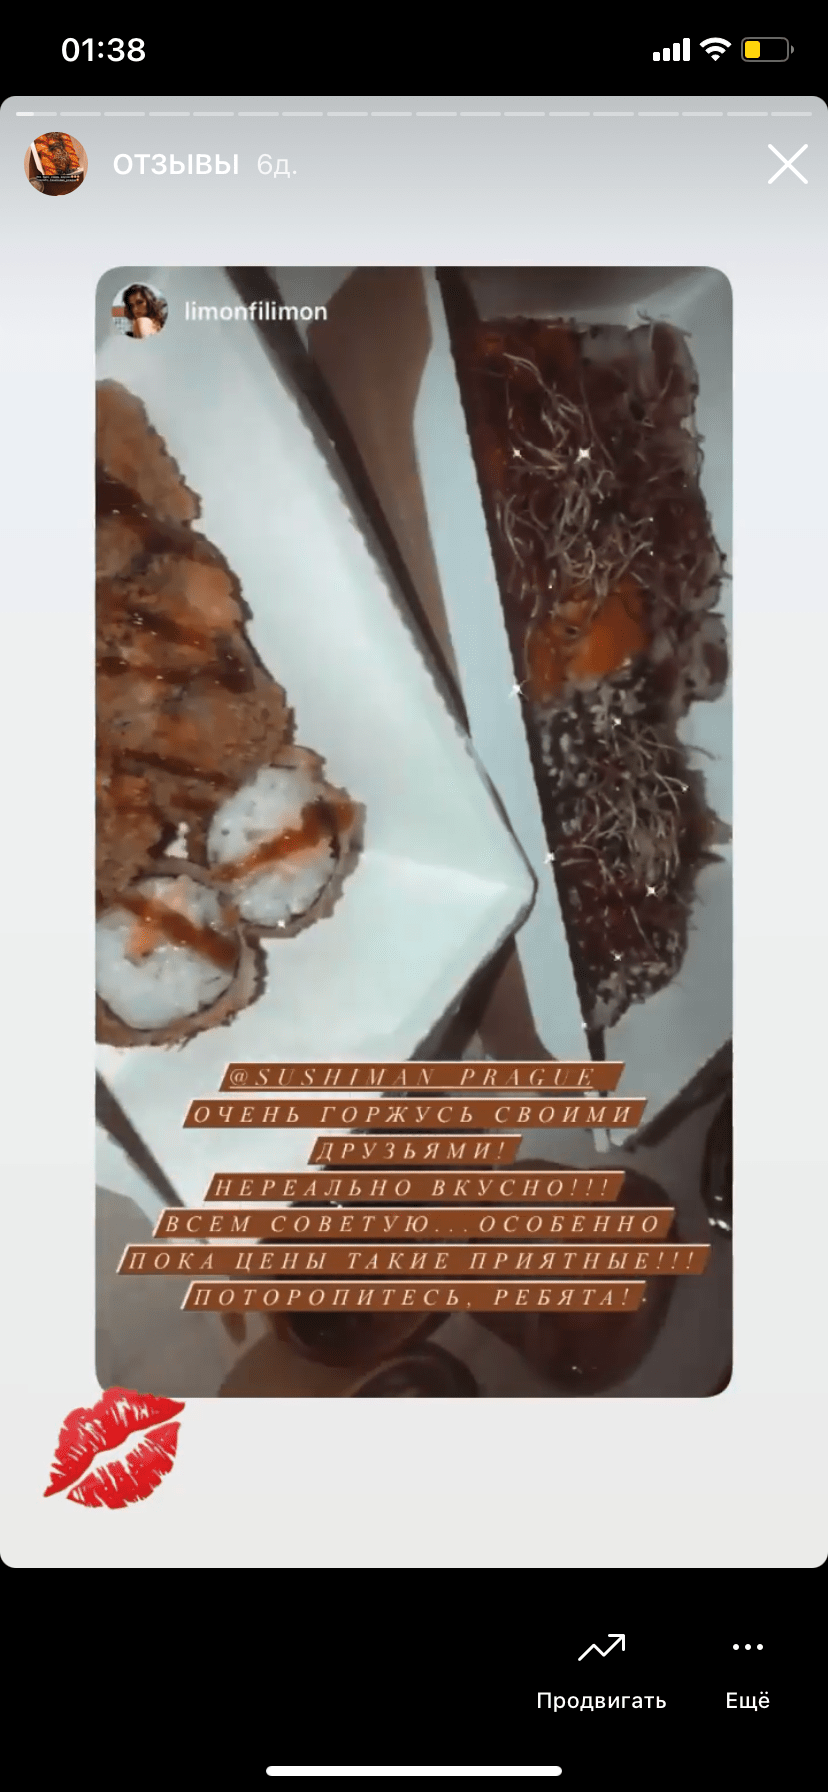 01:38
ОТЗЫВЫ 6д.
limonfilimon
@SUSHIMAN_PRAGUE
ОЧЕНЬ ГОРЖУСЬ СВОИМИ
ДРУЗЬЯМИ!
НЕРЕАЛЬНО ВКУСНО!!!
ВСЕМ СОВЕТУЮ...ОСОБЕННО
ПОКА ЦЕНЫ ТАКИЕ ПРИЯТНЫЕ!!!
ПОТОРОПИТЕСЬ, РЕБЯТА!
Продвигать Ещё